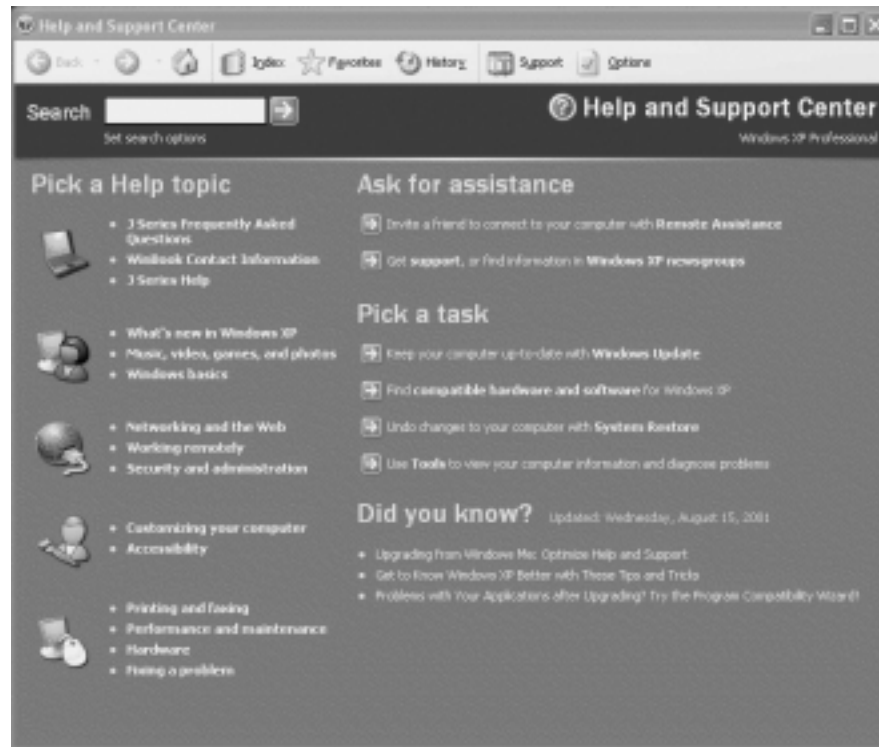 Help and Support Center
Back
Index
Favorites
History
Support
Options
Search
Set search options
Help and Support Center
Windows XP Professional
Pick a Help topic
J Series Frequently Asked
Questions
WinBook Contact Information
J Series Help
What's new in Windows XP
Music, video, games, and photos
Windows basics
Networking and the Web
Working remotely
Security and administration
Customizing your computer
Accessibility
Printing and faxing
Performance and maintenance
Hardware
Fixing a problem
Ask for assistance
Invite a friend to connect to your computer with Remote Assistance
Get support, or find information in Windows XP newsgroups
Pick a task
Keep your computer up-to-date with Windows Update
Find compatible hardware and software for Windows XP
Undo changes to your computer with System Restore
Use Tools to view your computer information and diagnose problems
Did you know? Updated: Wednesday, August 15, 2001
Upgrading from Windows Me: Optimize Help and Support
Get to Know Windows XP Better with These Tips and Tricks
Problems with Your Applications after Upgrading? Try the Program Compatibility Wizard!